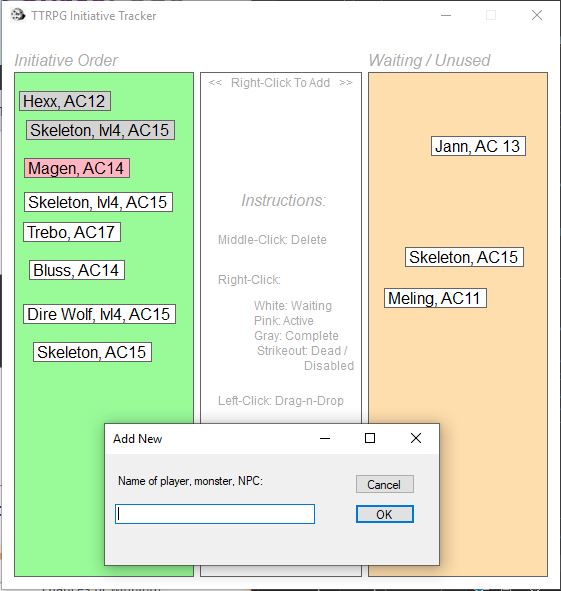 TTRPG Initiative Tracker
Initiative Order
Waiting / Unused
<< Right-Click To Add >>
Hexx, AC12
Skeleton, lvl4, AC15
Magen, AC14
Skeleton, lvl4, AC15
Trebo, AC17
Bluss, AC14
Dire Wolf, lvl4, AC15
Skeleton, AC15
Instructions:
Middle-Click: Delete
Right-Click:
White: Waiting
Pink: Active
Gray: Complete
Strikeout: Dead /
Disabled
Left-Click: Drag-n-Drop
Jann, AC 13
Skeleton, AC15
Meling, AC11
Add New
Name of player, monster, NPC:
Cancel
OK